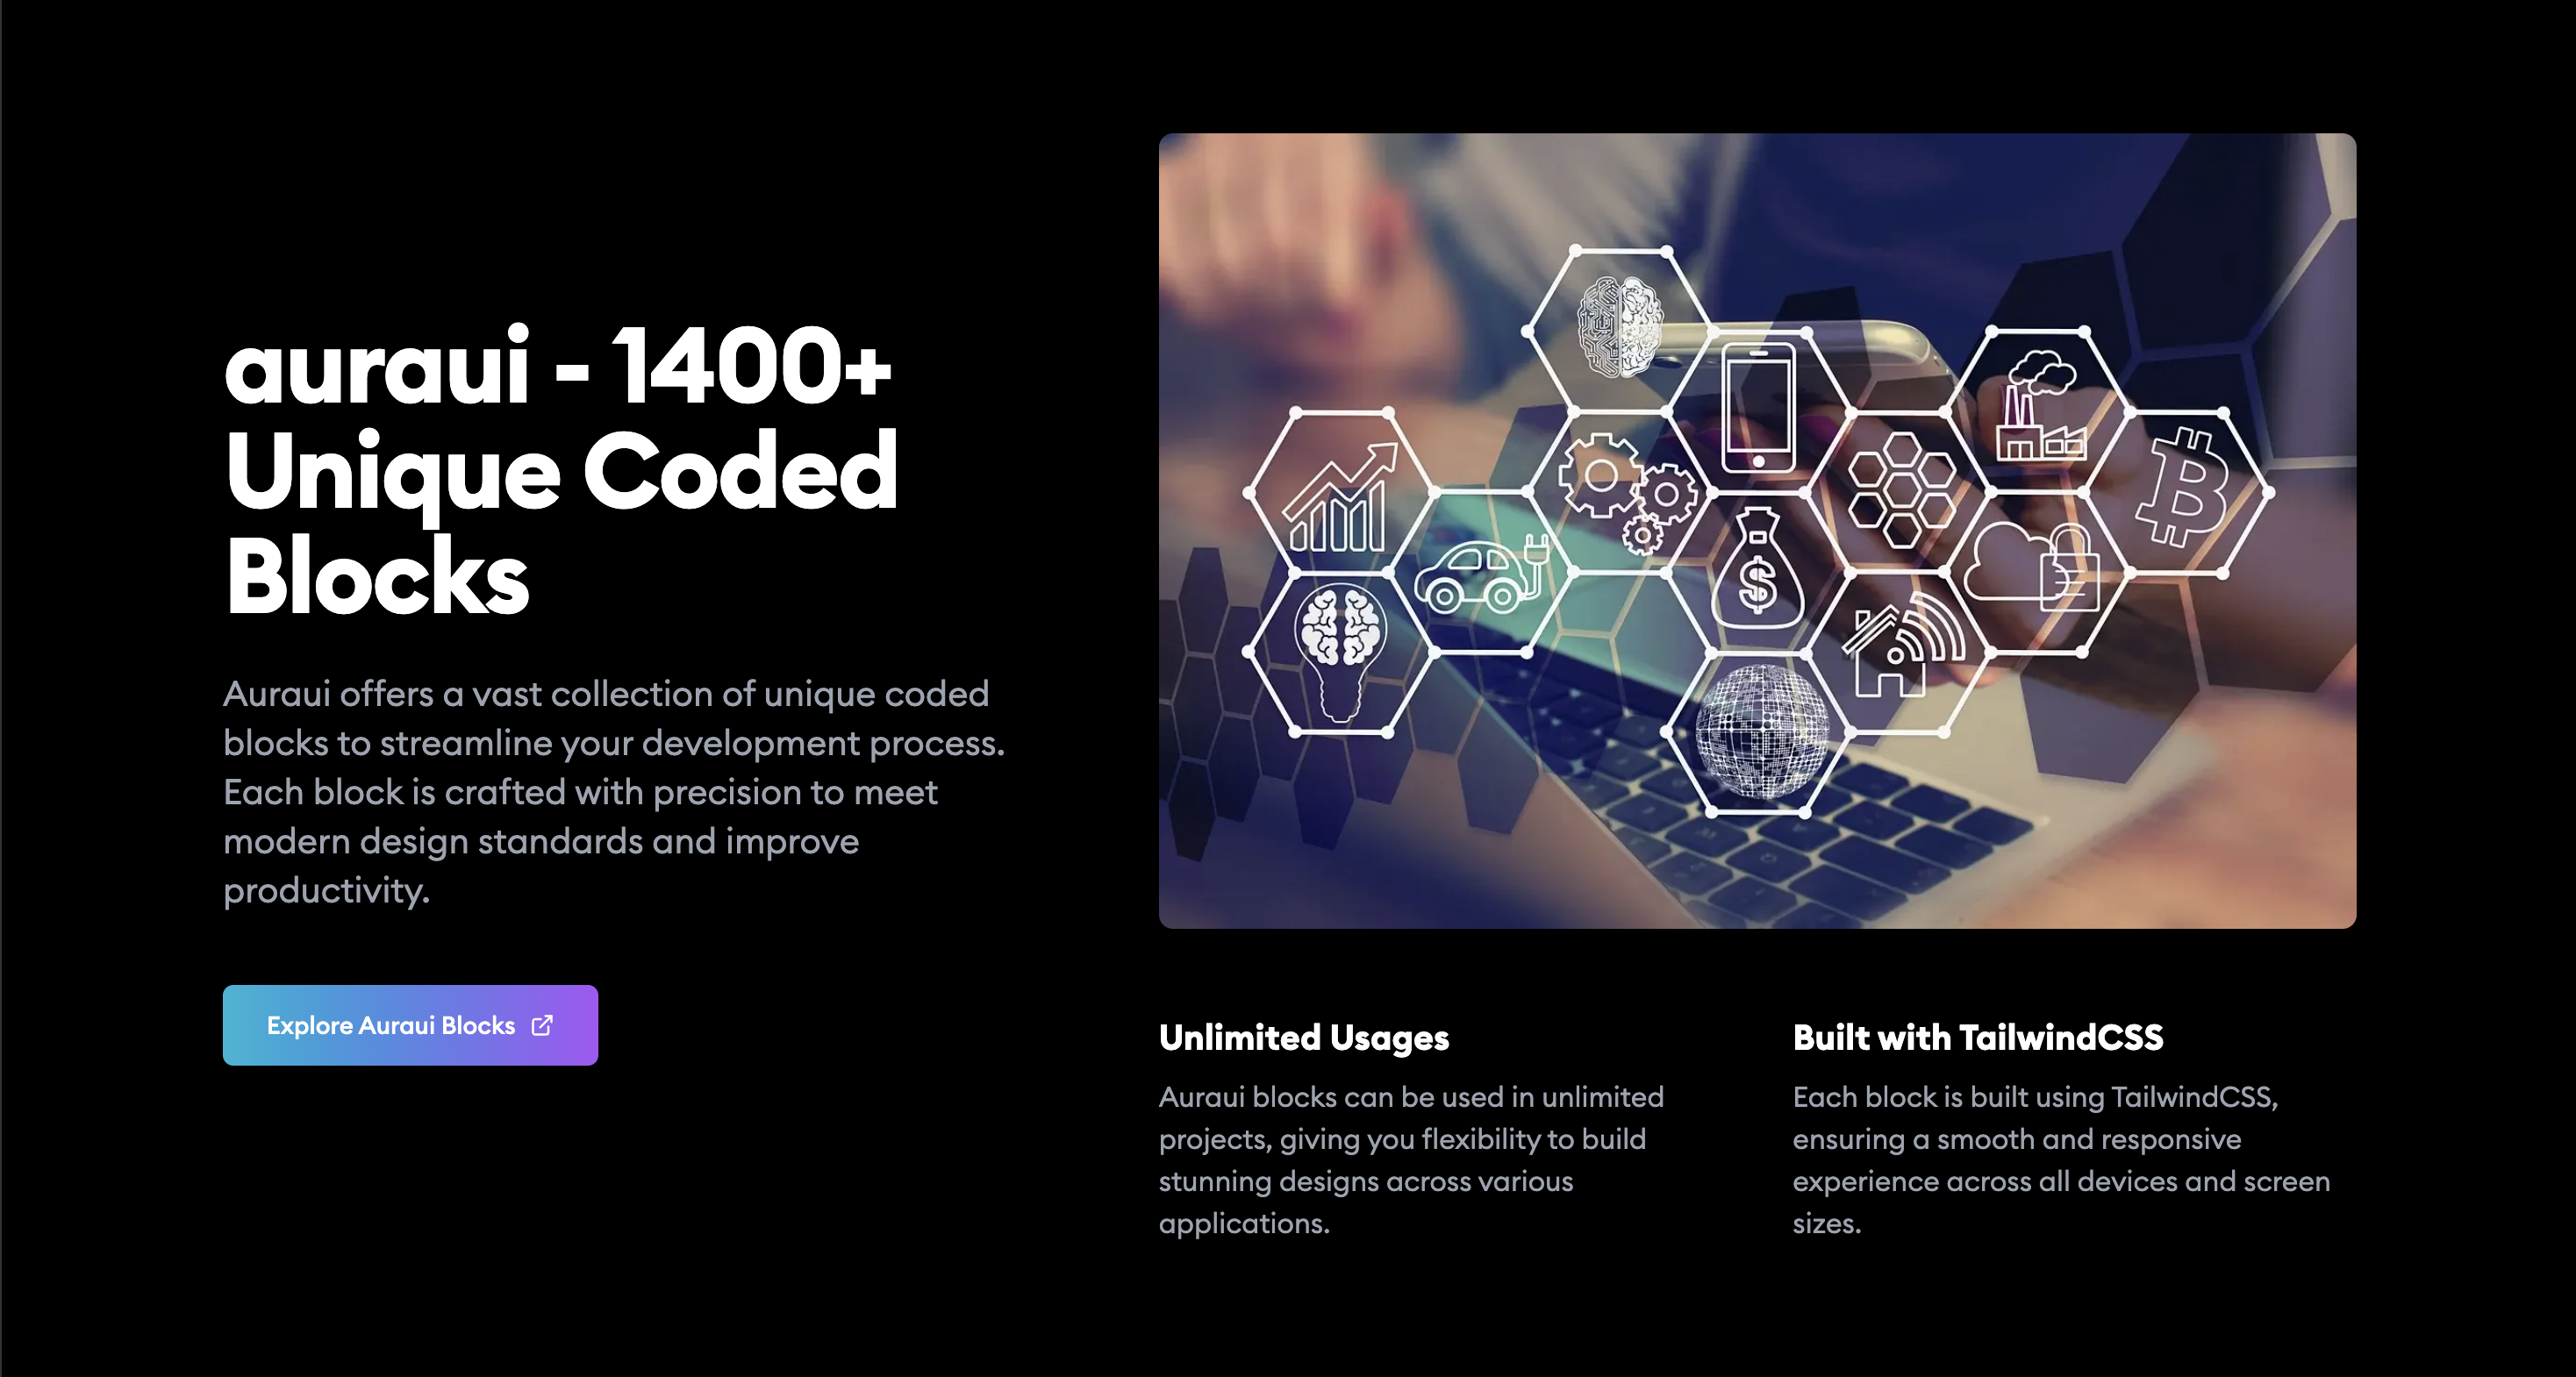 auraui - 1400+
Unique Coded
Blocks
Auraui offers a vast collection of unique coded
blocks to streamline your development process.
Each block is crafted with precision to meet
modern design standards and improve
productivity.
Explore Auraui Blocks
$
Unlimited Usages
Auraui blocks can be used in unlimited
projects, giving you flexibility to build
stunning designs across various
applications.
Built with TailwindCSS
Each block is built using TailwindCSS,
ensuring a smooth and responsive
experience across all devices and screen
sizes.